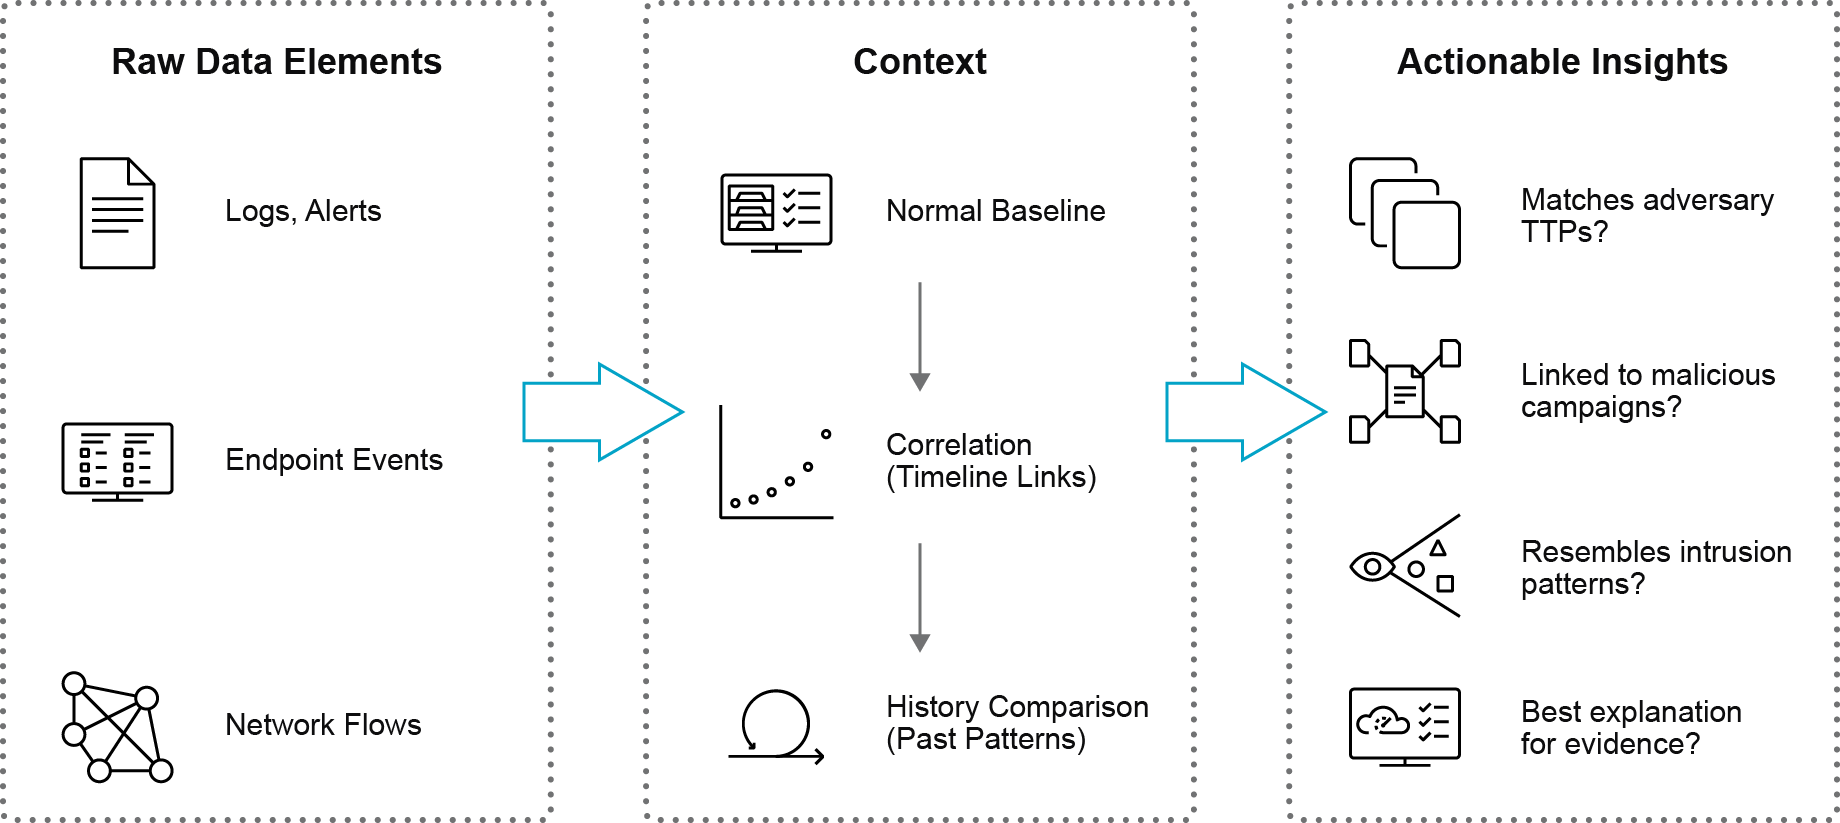 Raw Data Elements
Logs, Alerts
Endpoint Events
Network Flows
Context
Normal Baseline
Correlation
(Timeline Links)
History Comparison
(Past Patterns)
Actionable Insights
Matches adversary
TTPs?
Linked to malicious
campaigns?
Resembles intrusion
patterns?
Best explanation
for evidence?